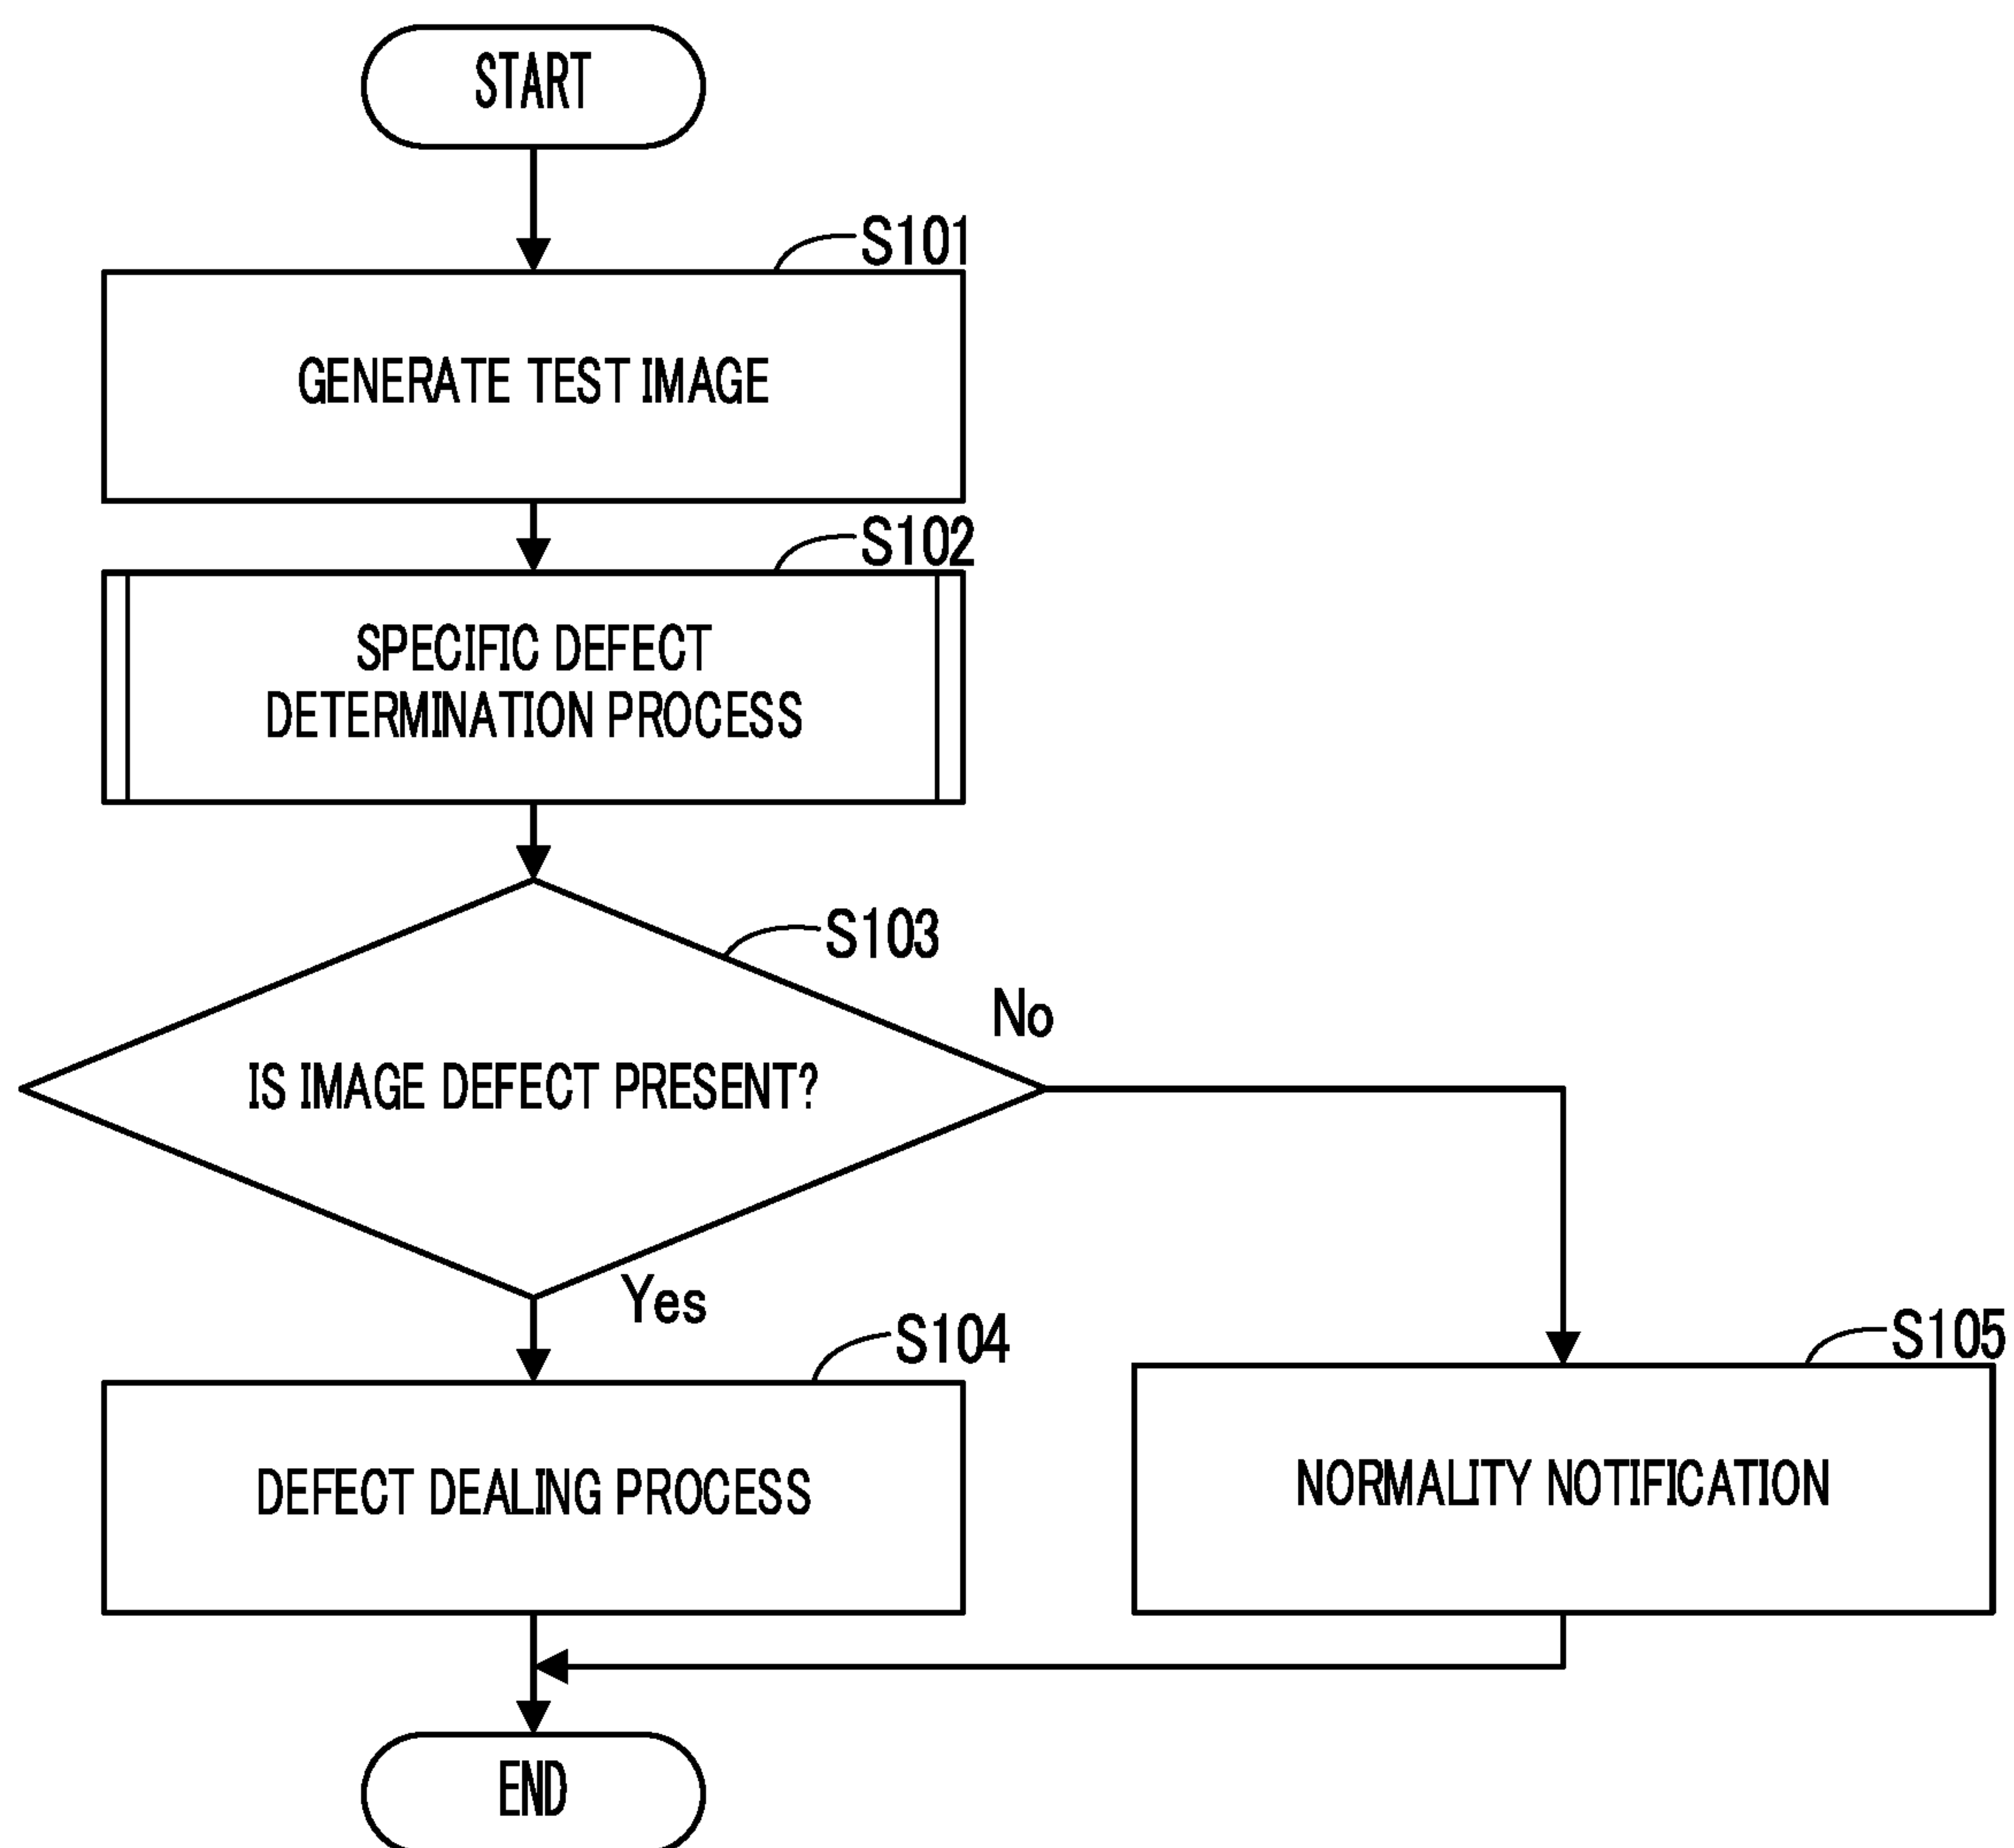 START
S101
GENERATE TEST IMAGE
S102
SPECIFIC DEFECT
DETERMINATION PROCESS
S103
No
IS IMAGE DEFECT PRESENT?
Yes
S104
S105
DEFECT DEALING PROCESS
NORMALITY NOTIFICATION
END